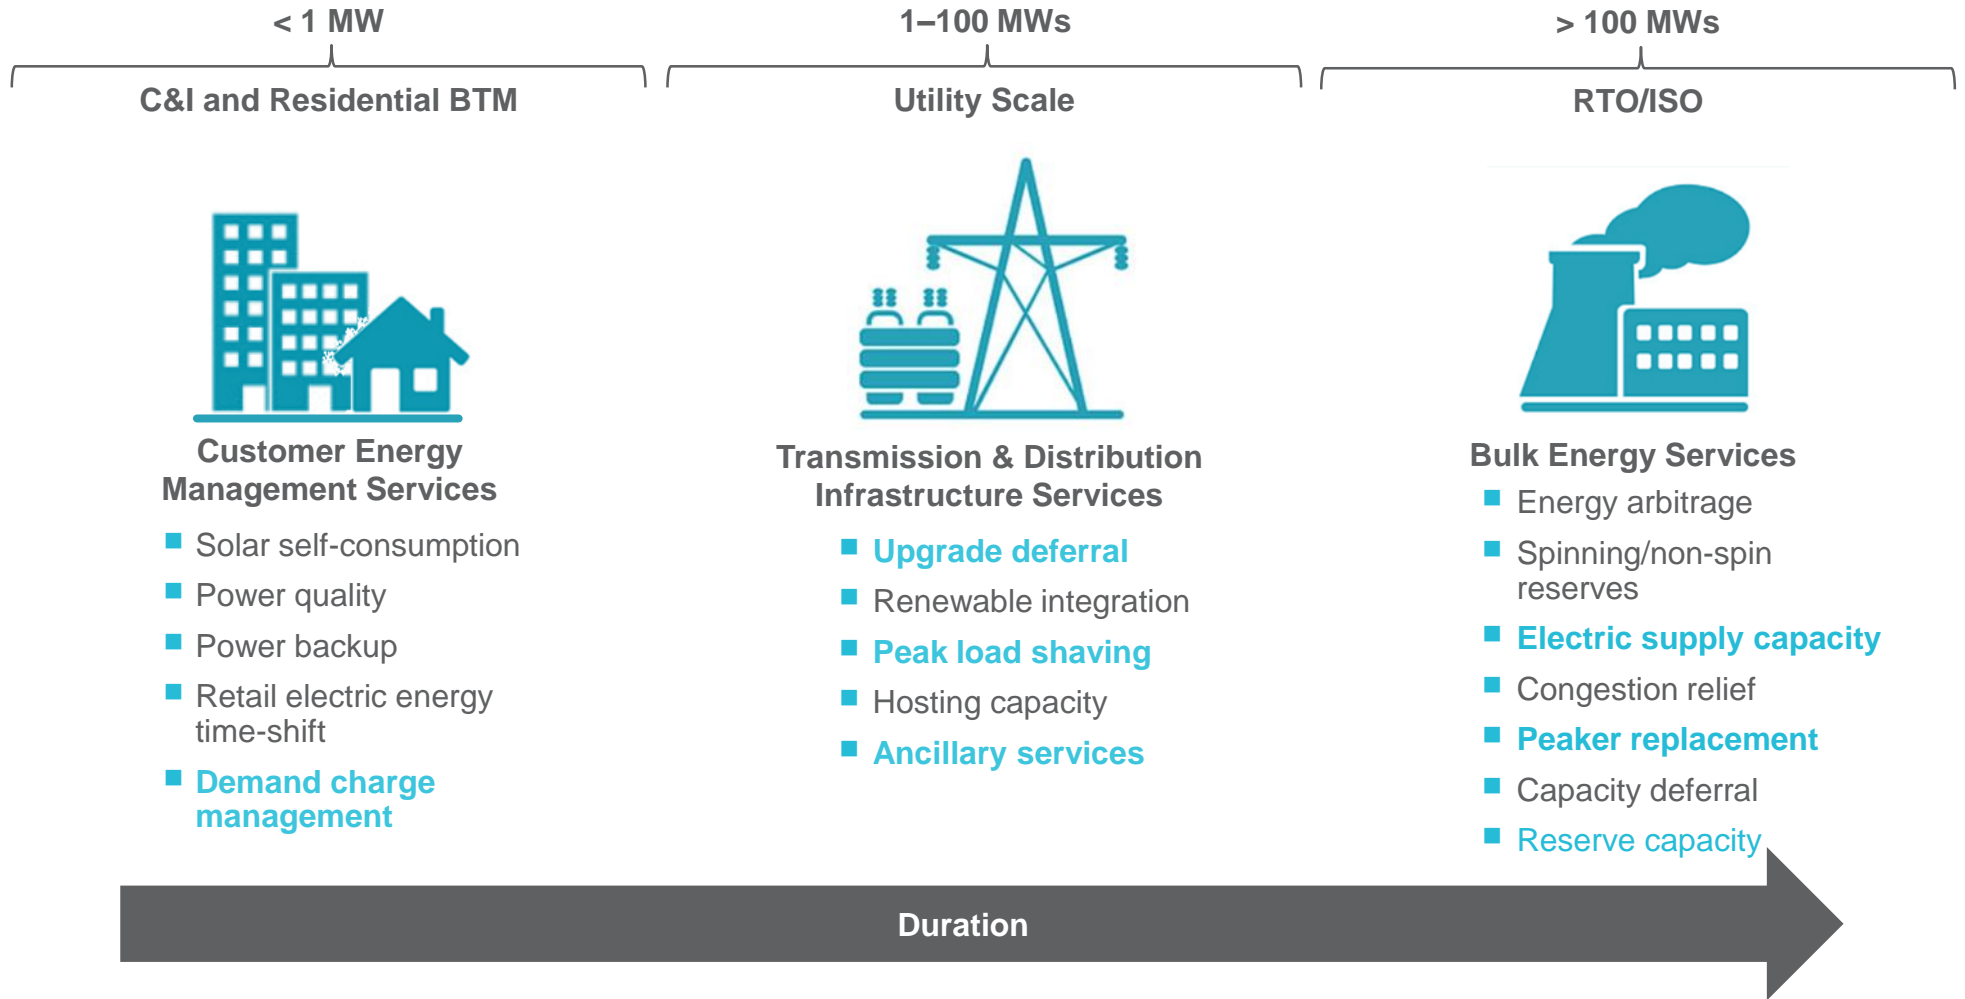 < 1 MW
C&I and Residential BTM
Customer Energy
Management Services
Solar self-consumption
Power quality
Power backup
Retail electric energy
time-shift
Demand charge
management
1–100 MWs
Utility Scale
Transmission & Distribution
Infrastructure Services
Upgrade deferral
Renewable integration
Peak load shaving
Hosting capacity
Ancillary services
> 100 MWs
RTO/ISO
Bulk Energy Services
Energy arbitrage
Spinning/non-spin
reserves
Electric supply capacity
Congestion relief
Peaker replacement
Capacity deferral
Reserve capacity
Duration